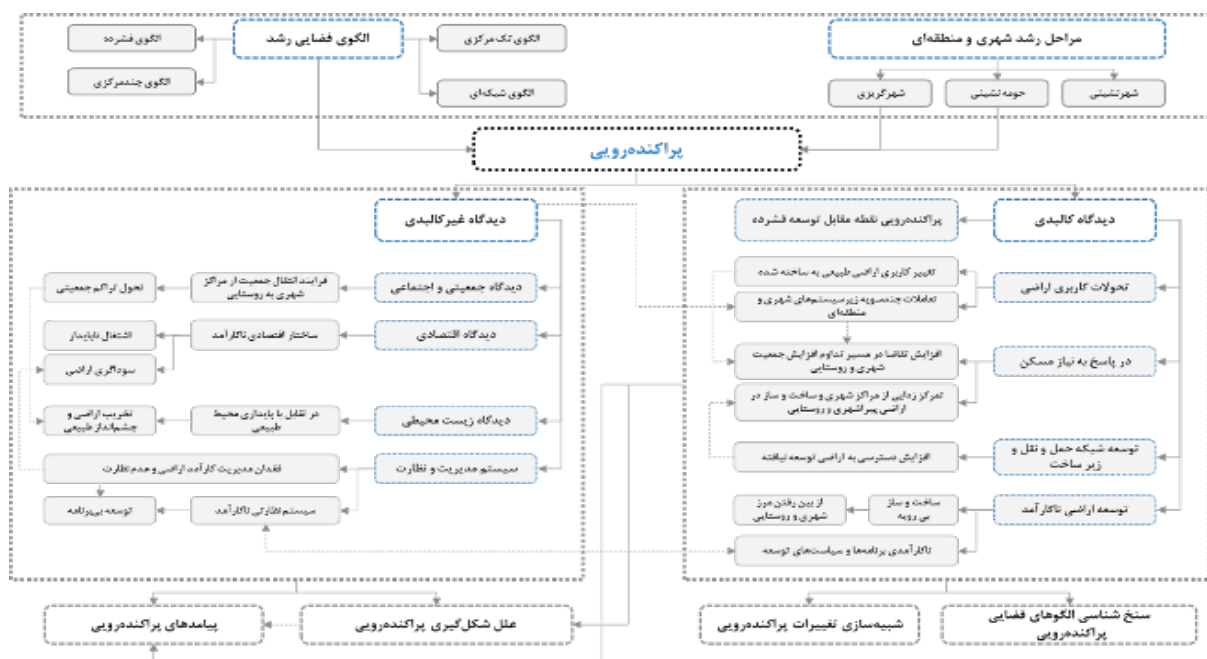 مراحل رشد شهری و منطقه‌ای
شهرنشینی
حومه نشینی
شهرگریزی
الگوی فضایی رشد
الگوی تک مرکزی
الگوی شبکه‌ای
الگوی فشرده
الگوی چندمرکزی
پراکنده‌رویی
دیدگاه کالبدی
پراکنده‌رویی نقطه مقابل توسعه فشرده
تحولات کاربری اراضی
تغییر کاربری اراضی طبیعی به ساخته شده
تعاملات چندسویه زیرسیستم‌های شهری و
منطقه‌ای
در پاسخ به نیاز مسکن
افزایش تقاضا در مسیر تداوم افزایش جمعیت
شهری و روستایی
تمرکز زدایی از مراکز شهری و ساخت و ساز در
اراضی پیراشهری و روستایی
توسعه شبکه حمل و نقل و
زیر ساخت
افزایش دسترسی به اراضی توسعه نیافته
توسعه اراضی ناکارآمد
ساخت و ساز
بی رویه
از بین رفتن مرز
شهری و روستایی
ناکارآمدی برنامه‌ها و سیاست‌های توسعه
دیدگاه غیرکالبدی
دیدگاه جمعیتی و اجتماعی
فرایند انتقال جمعیت از مراکز
شهری به روستایی
تحول تراکم جمعیتی
دیدگاه اقتصادی
ساختار اقتصادی ناکارآمد
اشتغال ناپایدار
سوداگری اراضی
دیدگاه زیست محیطی
در تقابل با پایداری محیط
طبیعی
تخریب اراضی و
چشم‌انداز طبیعی
سیستم مدیریت و نظارت
فقدان مدیریت کارآمد اراضی و عدم نظارت
سیستم نظارتی ناکارآمد
توسعه بی‌برنامه
سنخ شناسی الگوهای فضایی
پراکنده‌رویی
شبیه‌سازی تغییرات پراکنده‌رویی
علل شکل‌گیری پراکنده‌رویی
پیامدهای پراکنده‌رویی